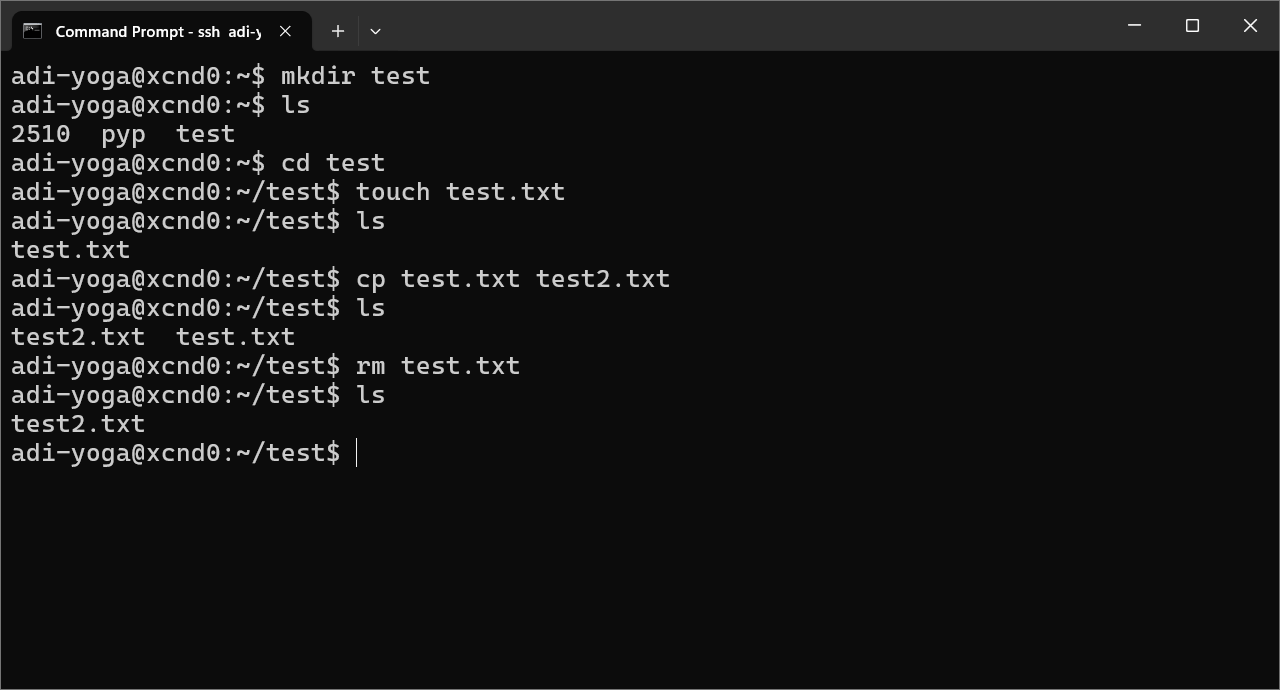 Command Prompt - ssh adi-y
adi-yoga@xcnd0:~$ mkdir test
adi-yoga@xcnd0:~$ ls
2510  pyp  test
adi-yoga@xcnd0:~$ cd test
adi-yoga@xcnd0:~/test$ touch test.txt
adi-yoga@xcnd0:~/test$ ls
test.txt
adi-yoga@xcnd0:~/test$ cp test.txt test2.txt
adi-yoga@xcnd0:~/test$ ls
test2.txt  test.txt
adi-yoga@xcnd0:~/test$ rm test.txt
adi-yoga@xcnd0:~/test$ ls
test2.txt
adi-yoga@xcnd0:~/test$